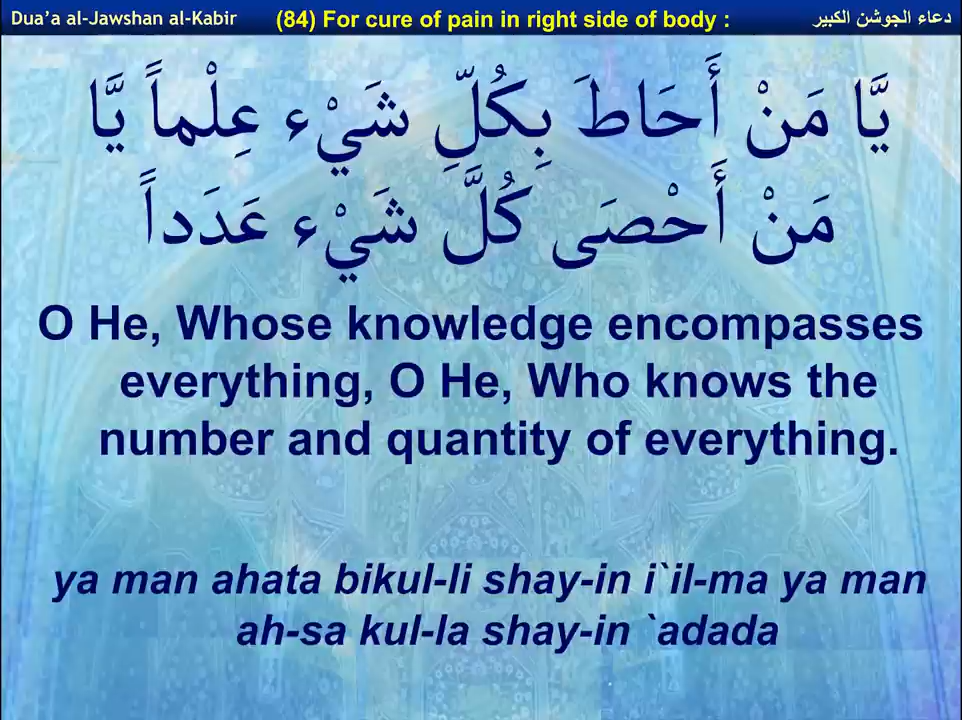 Dua’a al-Jawshan al-Kabir (84) For cure of pain in right side of body : دعاء الجوشن الكبير
يَّا مَنْ أَحَاطَ بِكُلِّ شَيْء عِلْماً يَّا
مَنْ أَحْصَى كُلَّ شَيْء عَدَداً
O He, Whose knowledge encompasses
everything, O He, Who knows the
number and quantity of everything.
ya man ahata bikul-li shay-in i`il-ma ya man
ah-sa kul-la shay-in `adada